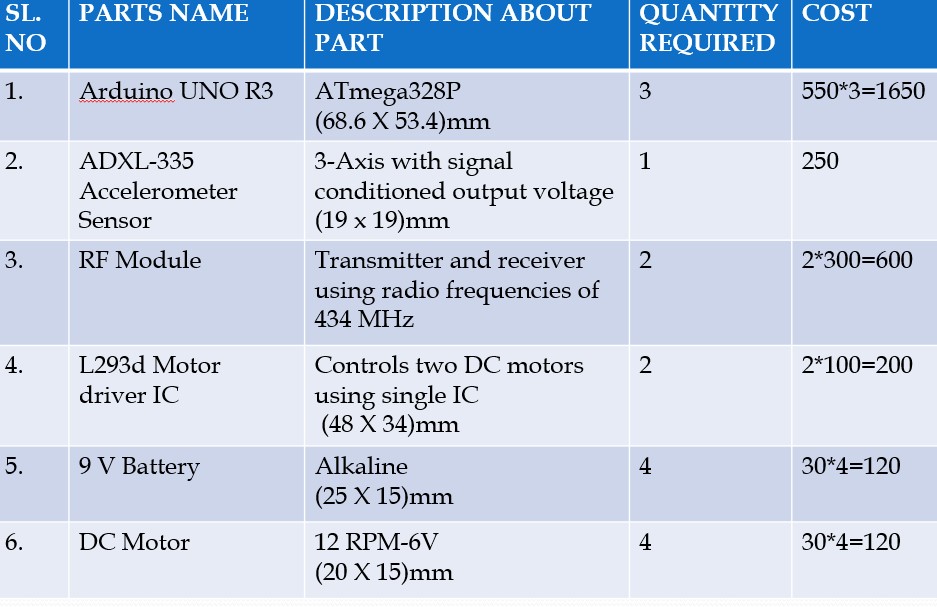 SL. NO PARTS NAME DESCRIPTION ABOUT PART QUANTITY REQUIRED COST
1. Arduino UNO R3 ATmega328P (68.6 X 53.4)mm 3 550*3=1650
2. ADXL-335 Accelerometer Sensor 3-Axis with signal conditioned output voltage (19 x 19)mm 1 250
3. RF Module Transmitter and receiver using radio frequencies of 434 MHz 2 2*300=600
4. L293d Motor driver IC Controls two DC motors using single IC (48 X 34)mm 2 2*100=200
5. 9 V Battery Alkaline (25 X 15)mm 4 30*4=120
6. DC Motor 12 RPM-6V (20 X 15)mm 4 30*4=120